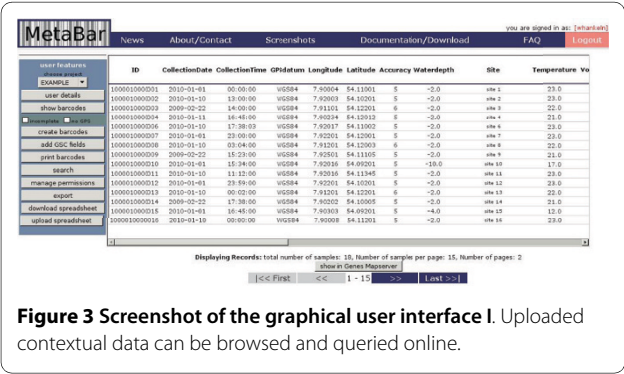 you are signed in as: [whankeln]
MetaBar News About/Contact Screenshots Documentation/Download FAQ Logout
user features
choose project
EXAMPLE
user details
show barcodes
incomplete no GPS
create barcodes
add GSC fields
print barcodes
search
manage permissions
export
download spreadsheet
upload spreadsheet
ID CollectionDate CollectionTime GPSdatum Longitude Latitude Accuracy Waterdepth Site Temperature Vo
100001000D01 2010-01-01 00:00:00 WGS84 7.90004 54.11001 5 -2.0 site 1 23.0
100001000D02 2010-01-10 13:00:00 WGS84 7.92003 54.10201 5 -2.0 site 2 23.0
100001000D03 2009-02-22 14:00:00 WGS84 7.91101 54.12201 6 -2.0 site 3 22.0
100001000D04 2010-01-11 16:45:00 WGS84 7.90234 54.12012 5 -2.0 site 4 21.0
100001000D06 2010-01-10 17:38:03 WGS84 7.92017 54.11002 5 -2.0 site 6 23.0
100001000D07 2010-01-01 23:00:00 WGS84 7.92201 54.12001 5 -2.0 site 7 23.0
100001000D08 2010-01-10 03:04:00 WGS84 7.91201 54.12003 6 -2.0 site 8 22.0
100001000D09 2009-02-22 15:23:00 WGS84 7.92501 54.11105 5 -2.0 site 9 21.0
100001000D10 2010-01-01 15:34:00 WGS84 7.92016 54.09201 5 -10.0 site 10 17.0
100001000D11 2010-01-10 11:12:00 WGS84 7.92016 54.11345 5 -2.0 site 11 23.0
100001000D12 2010-01-01 23:59:00 WGS84 7.92201 54.10201 5 -2.0 site 12 23.0
100001000D13 2010-01-10 00:02:00 WGS84 7.91201 54.12201 6 -2.0 site 13 22.0
100001000D14 2009-02-22 17:38:00 WGS84 7.90202 54.10005 5 -2.0 site 14 21.0
100001000D15 16:45:00 WGS84 7.90303 54.09201 5 -4.0 site 15 12.0
100001000016 2010-01-10 00:00:00 WGS84 7.90008 54.11201 5 -2.0 site 16 23.0
Displaying Records: total number of samples: 18, Number of samples per page: 15, Number of pages: 2
show in Genes Mapserver
|<< First << 1 - 15 >> Last >>|
Figure 3 Screenshot of the graphical user interface I. Uploaded
contextual data can be browsed and queried online.